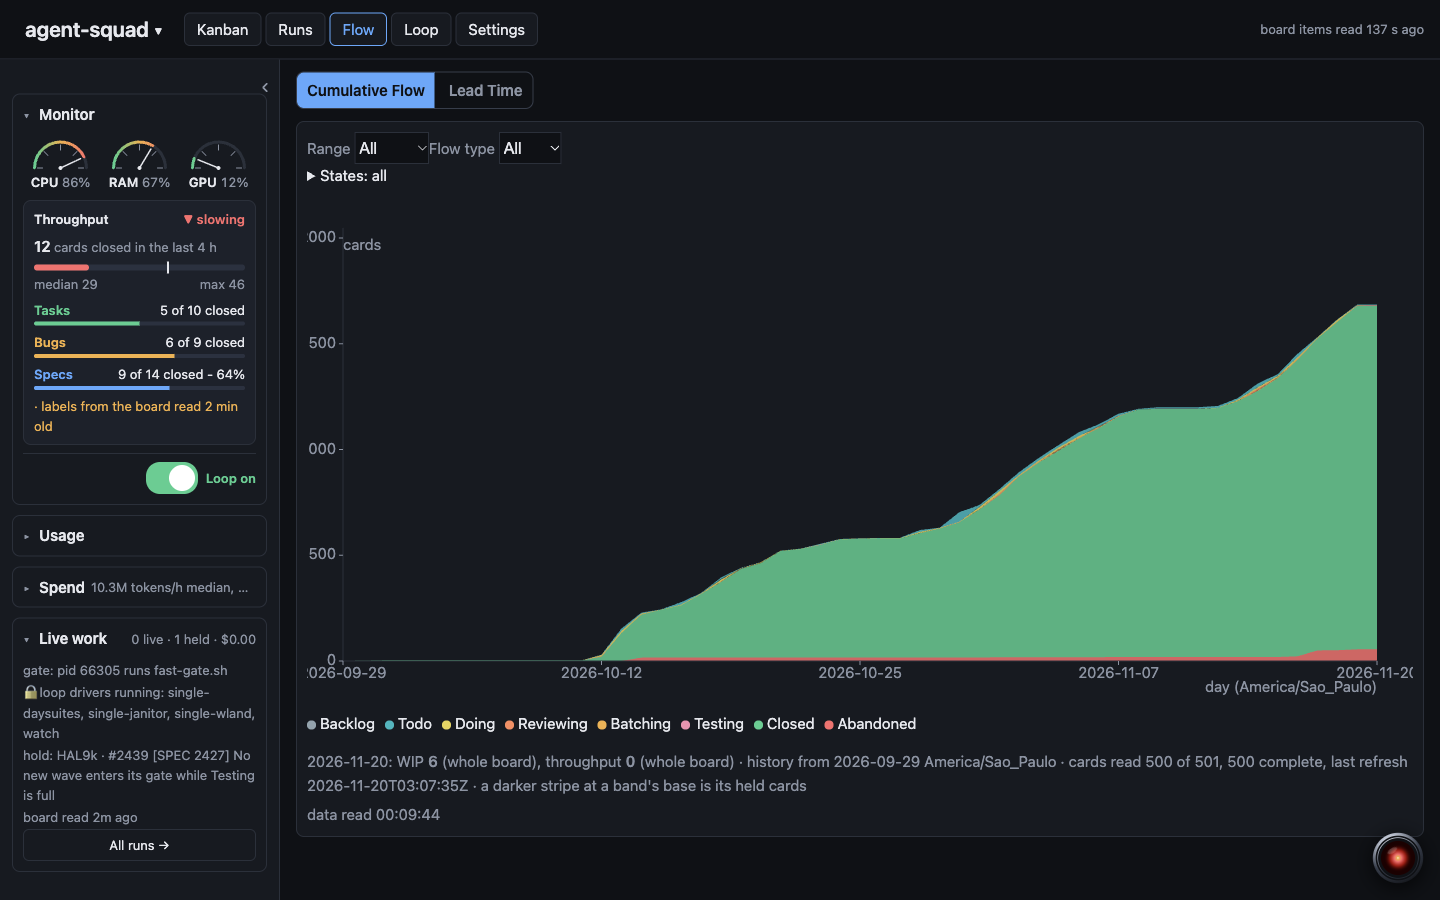 agent-squad ▾
Kanban
Runs
Flow
Loop
Settings
board items read 137 s ago
Monitor
CPU 86%
RAM 67%
GPU 12%
Throughput ▼ slowing
12 cards closed in the last 4 h
median 29 max 46
Tasks 5 of 10 closed
Bugs 6 of 9 closed
Specs 9 of 14 closed - 64%
· labels from the board read 2 min
old
Loop on
Usage
Spend 10.3M tokens/h median, ...
Live work 0 live · 1 held · $0.00
gate: pid 66305 runs fast-gate.sh
🔒loop drivers running: single-
daysuites, single-janitor, single-wland,
watch
hold: HAL9k · #2439 [SPEC 2427] No
new wave enters its gate while Testing
is full
board read 2m ago
All runs →
Cumulative Flow
Lead Time
Range All Flow type All
▶ States: all
000
cards
500
000
500
0
026-09-29
2026-10-12
2026-10-25
2026-11-07
2026-11-20
day (America/Sao_Paulo)
Backlog Todo Doing Reviewing Batching Testing Closed Abandoned
2026-11-20: WIP 6 (whole board), throughput 0 (whole board) · history from 2026-09-29 America/Sao_Paulo · cards read 500 of 501, 500 complete, last refresh
2026-11-20T03:07:35Z · a darker stripe at a band's base is its held cards
data read 00:09:44